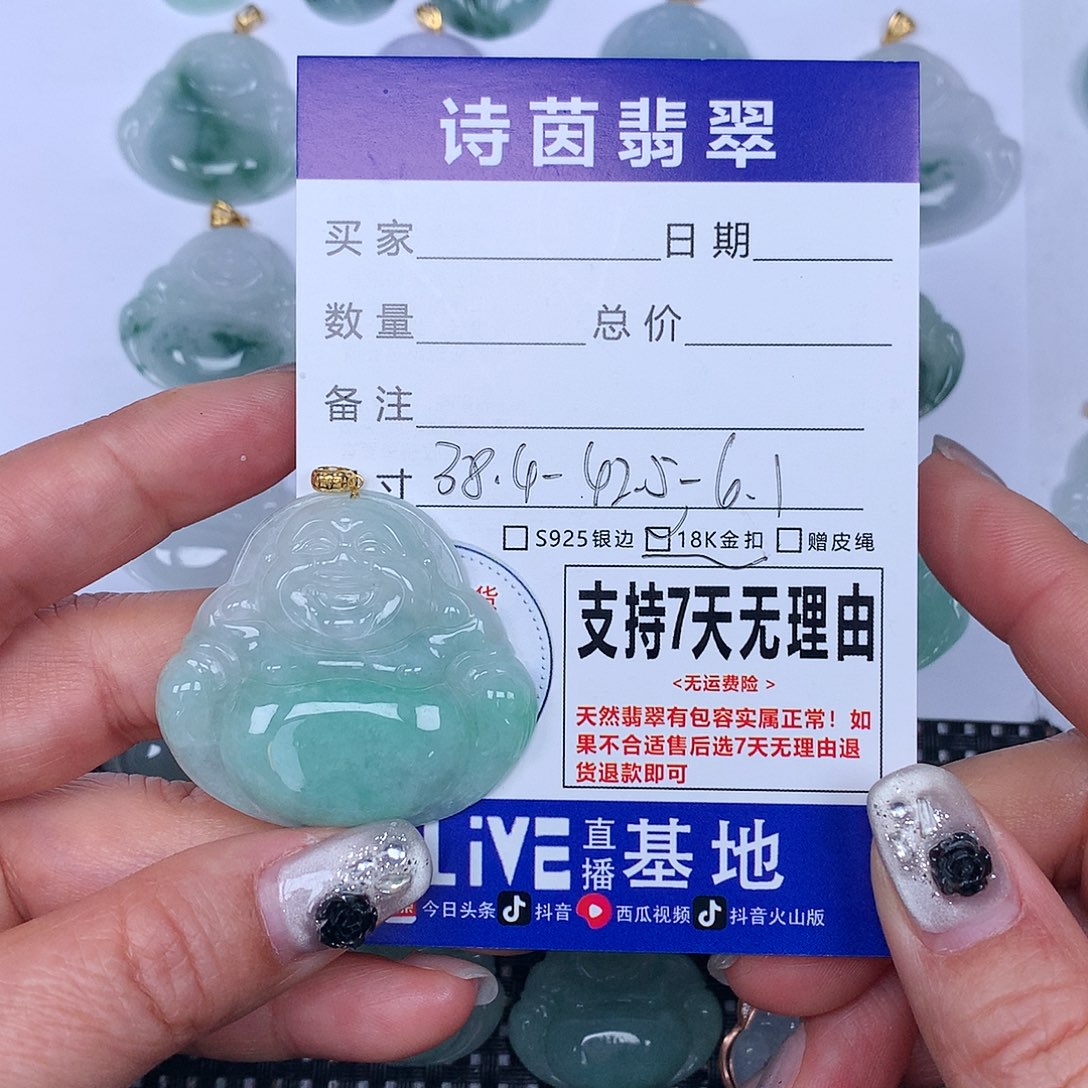 诗茵翡翠
买家 日期
数量 总价
备注
寸 38.4-42.5-6.1
S925银边 18K金扣 赠皮绳
货
支持7天无理由
<无运费险 >
天然翡翠有包容实属正常！如
果不合适售后选7天无理由退
货退款即可
LiVE 直播 基地
今日头条 抖音 西瓜视频 抖音火山版